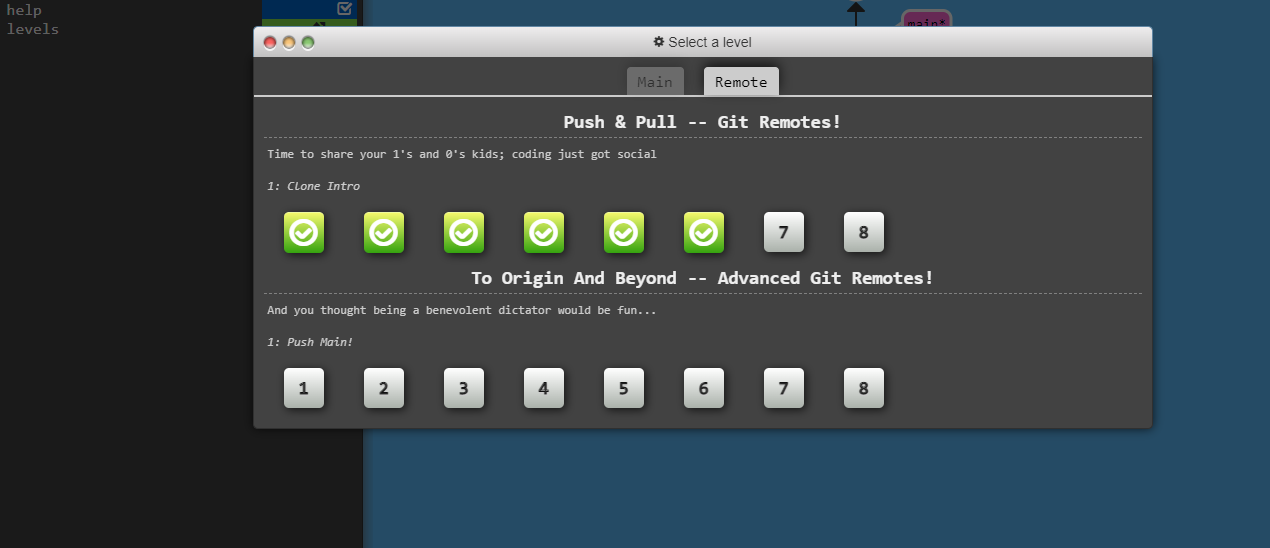 help
levels
main*
Select a level
Main
Remote
Push & Pull -- Git Remotes!
Time to share your 1's and 0's kids; coding just got social
1: Clone Intro
7 8
To Origin And Beyond -- Advanced Git Remotes!
And you thought being a benevolent dictator would be fun...
1: Push Main!
1 2 3 4 5 6 7 8